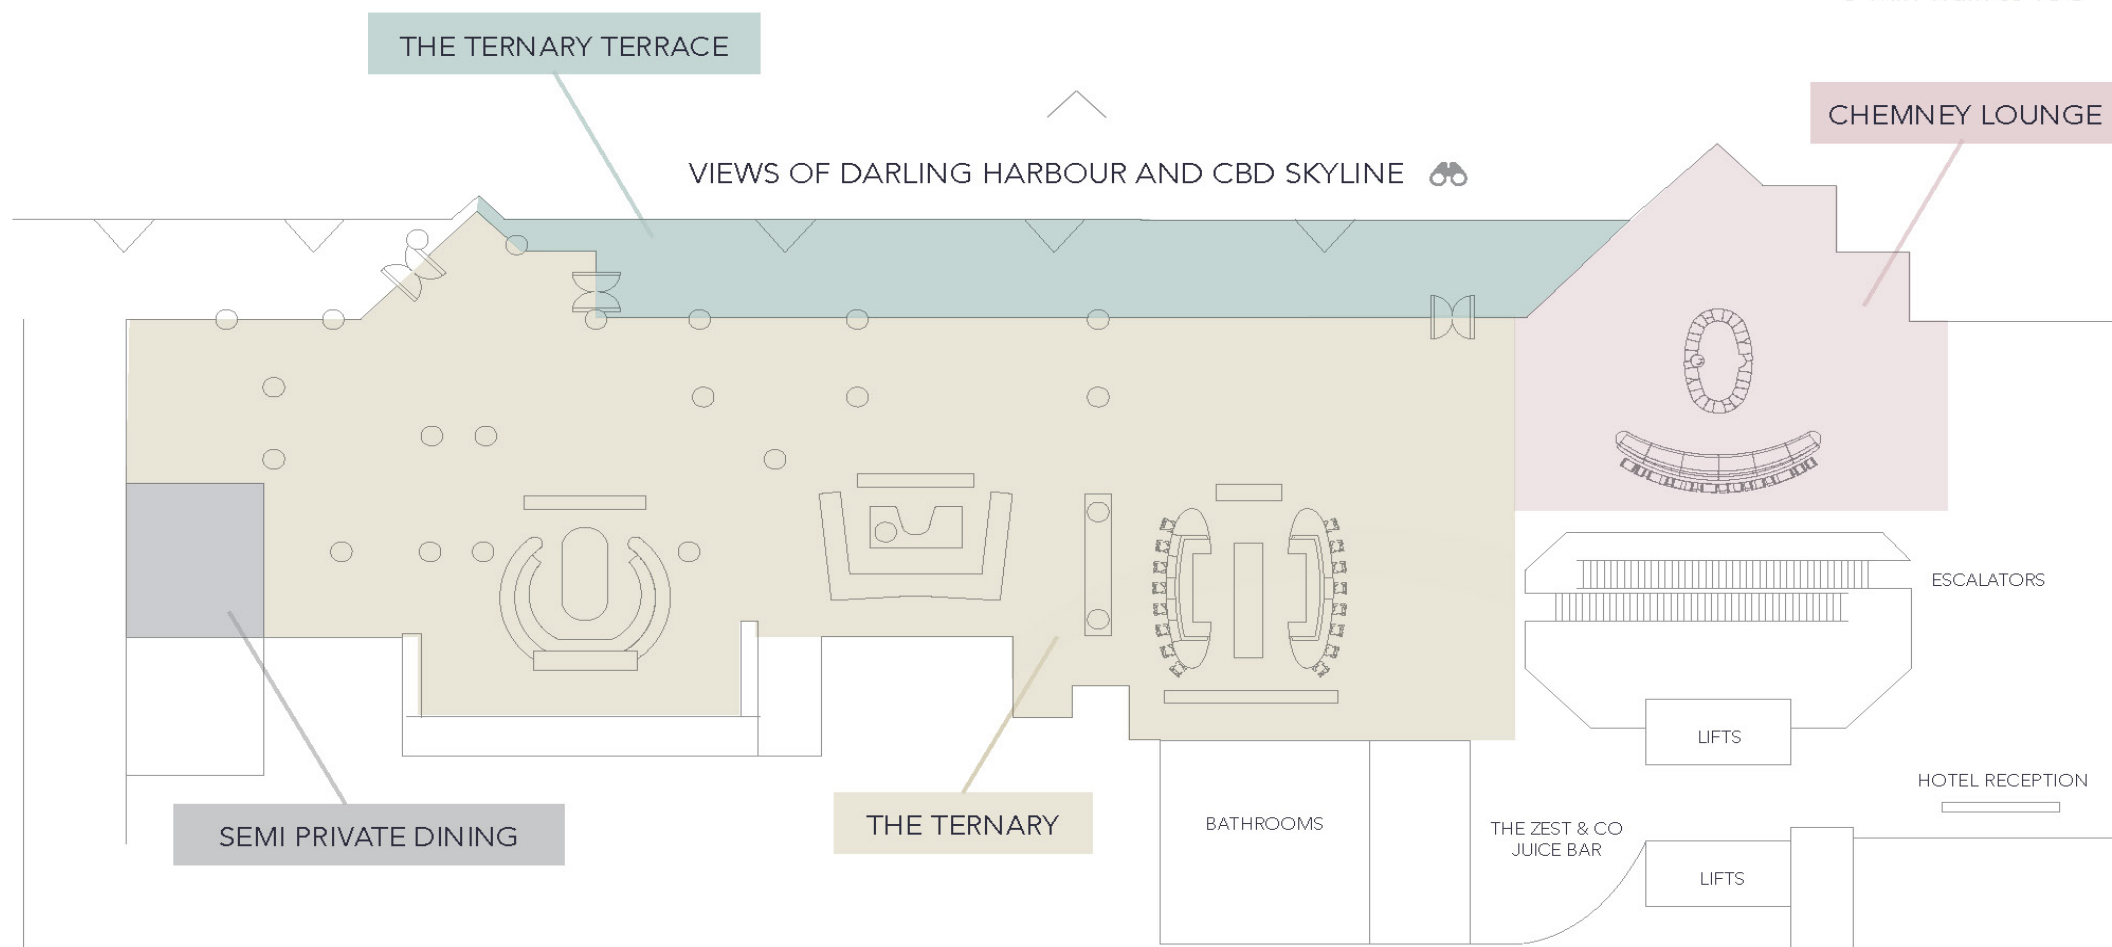 THE TERNARY TERRACE
CHEMNEY LOUNGE
VIEWS OF DARLING HARBOUR AND CBD SKYLINE
ESCALATORS
LIFTS
HOTEL RECEPTION
SEMI PRIVATE DINING
THE TERNARY
BATHROOMS
THE ZEST & CO
JUICE BAR
LIFTS